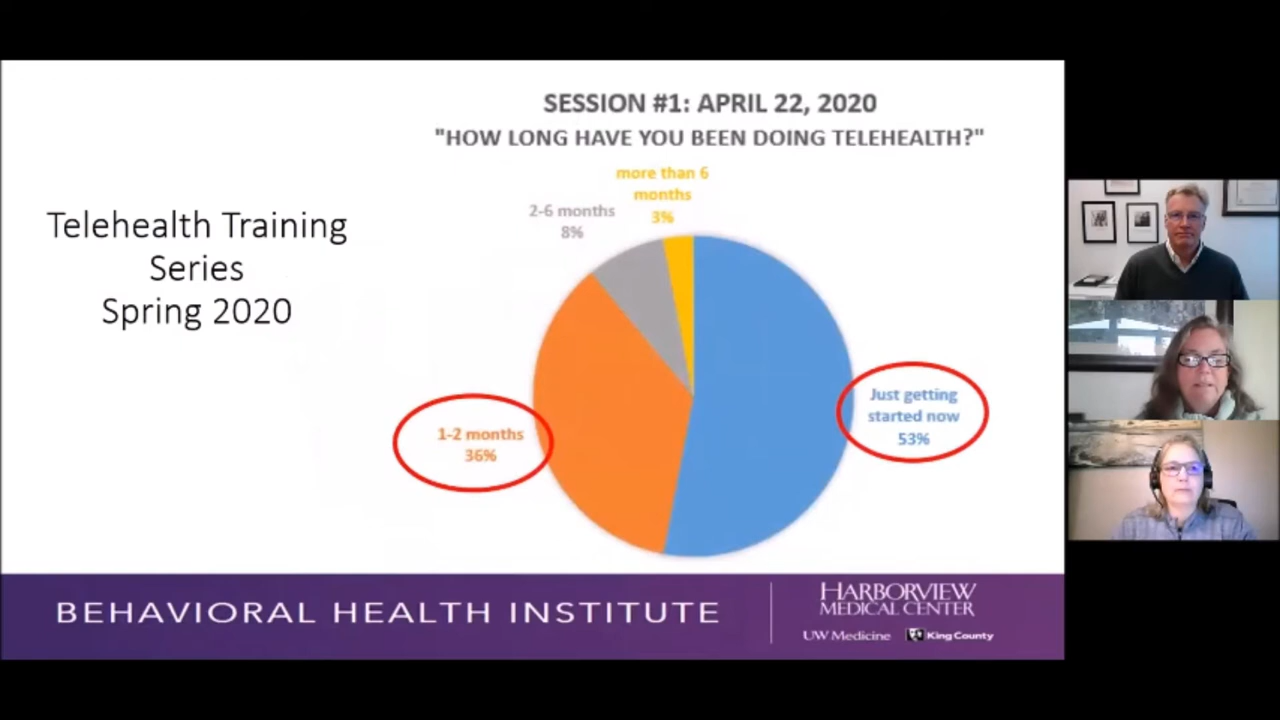 Telehealth Training
Series
Spring 2020
SESSION #1: APRIL 22, 2020
"HOW LONG HAVE YOU BEEN DOING TELEHEALTH?"
more than 6
months
3%
2-6 months
8%
Just getting
started now
53%
1-2 months
36%
BEHAVIORAL HEALTH INSTITUTE
HARBORVIEW
MEDICAL CENTER
UW Medicine
King County